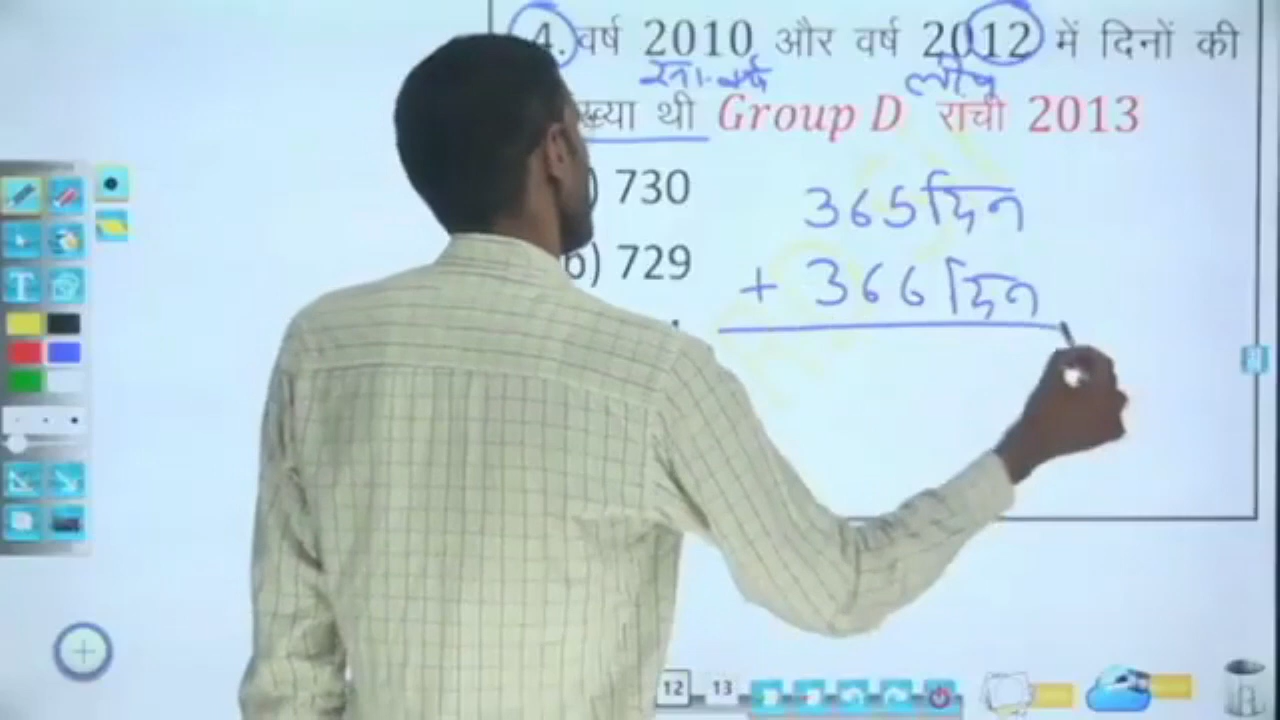 4. वर्ष 2010 और वर्ष 2012 में दिनों की
सा. वर्ष लीप
ख्या थी Group D रांची 2013
) 730
365 दिन
b) 729
+ 366 दिन
T
12 13